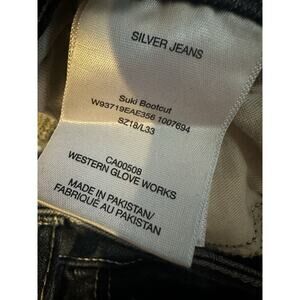 SILVER JEANS
Suki Bootcut
W93719EAE356 1007694
SZ18/L33
CA00508
WESTERN GLOVE WORKS
MADE IN PAKISTAN/
FABRIQUÉ AU PAKISTAN